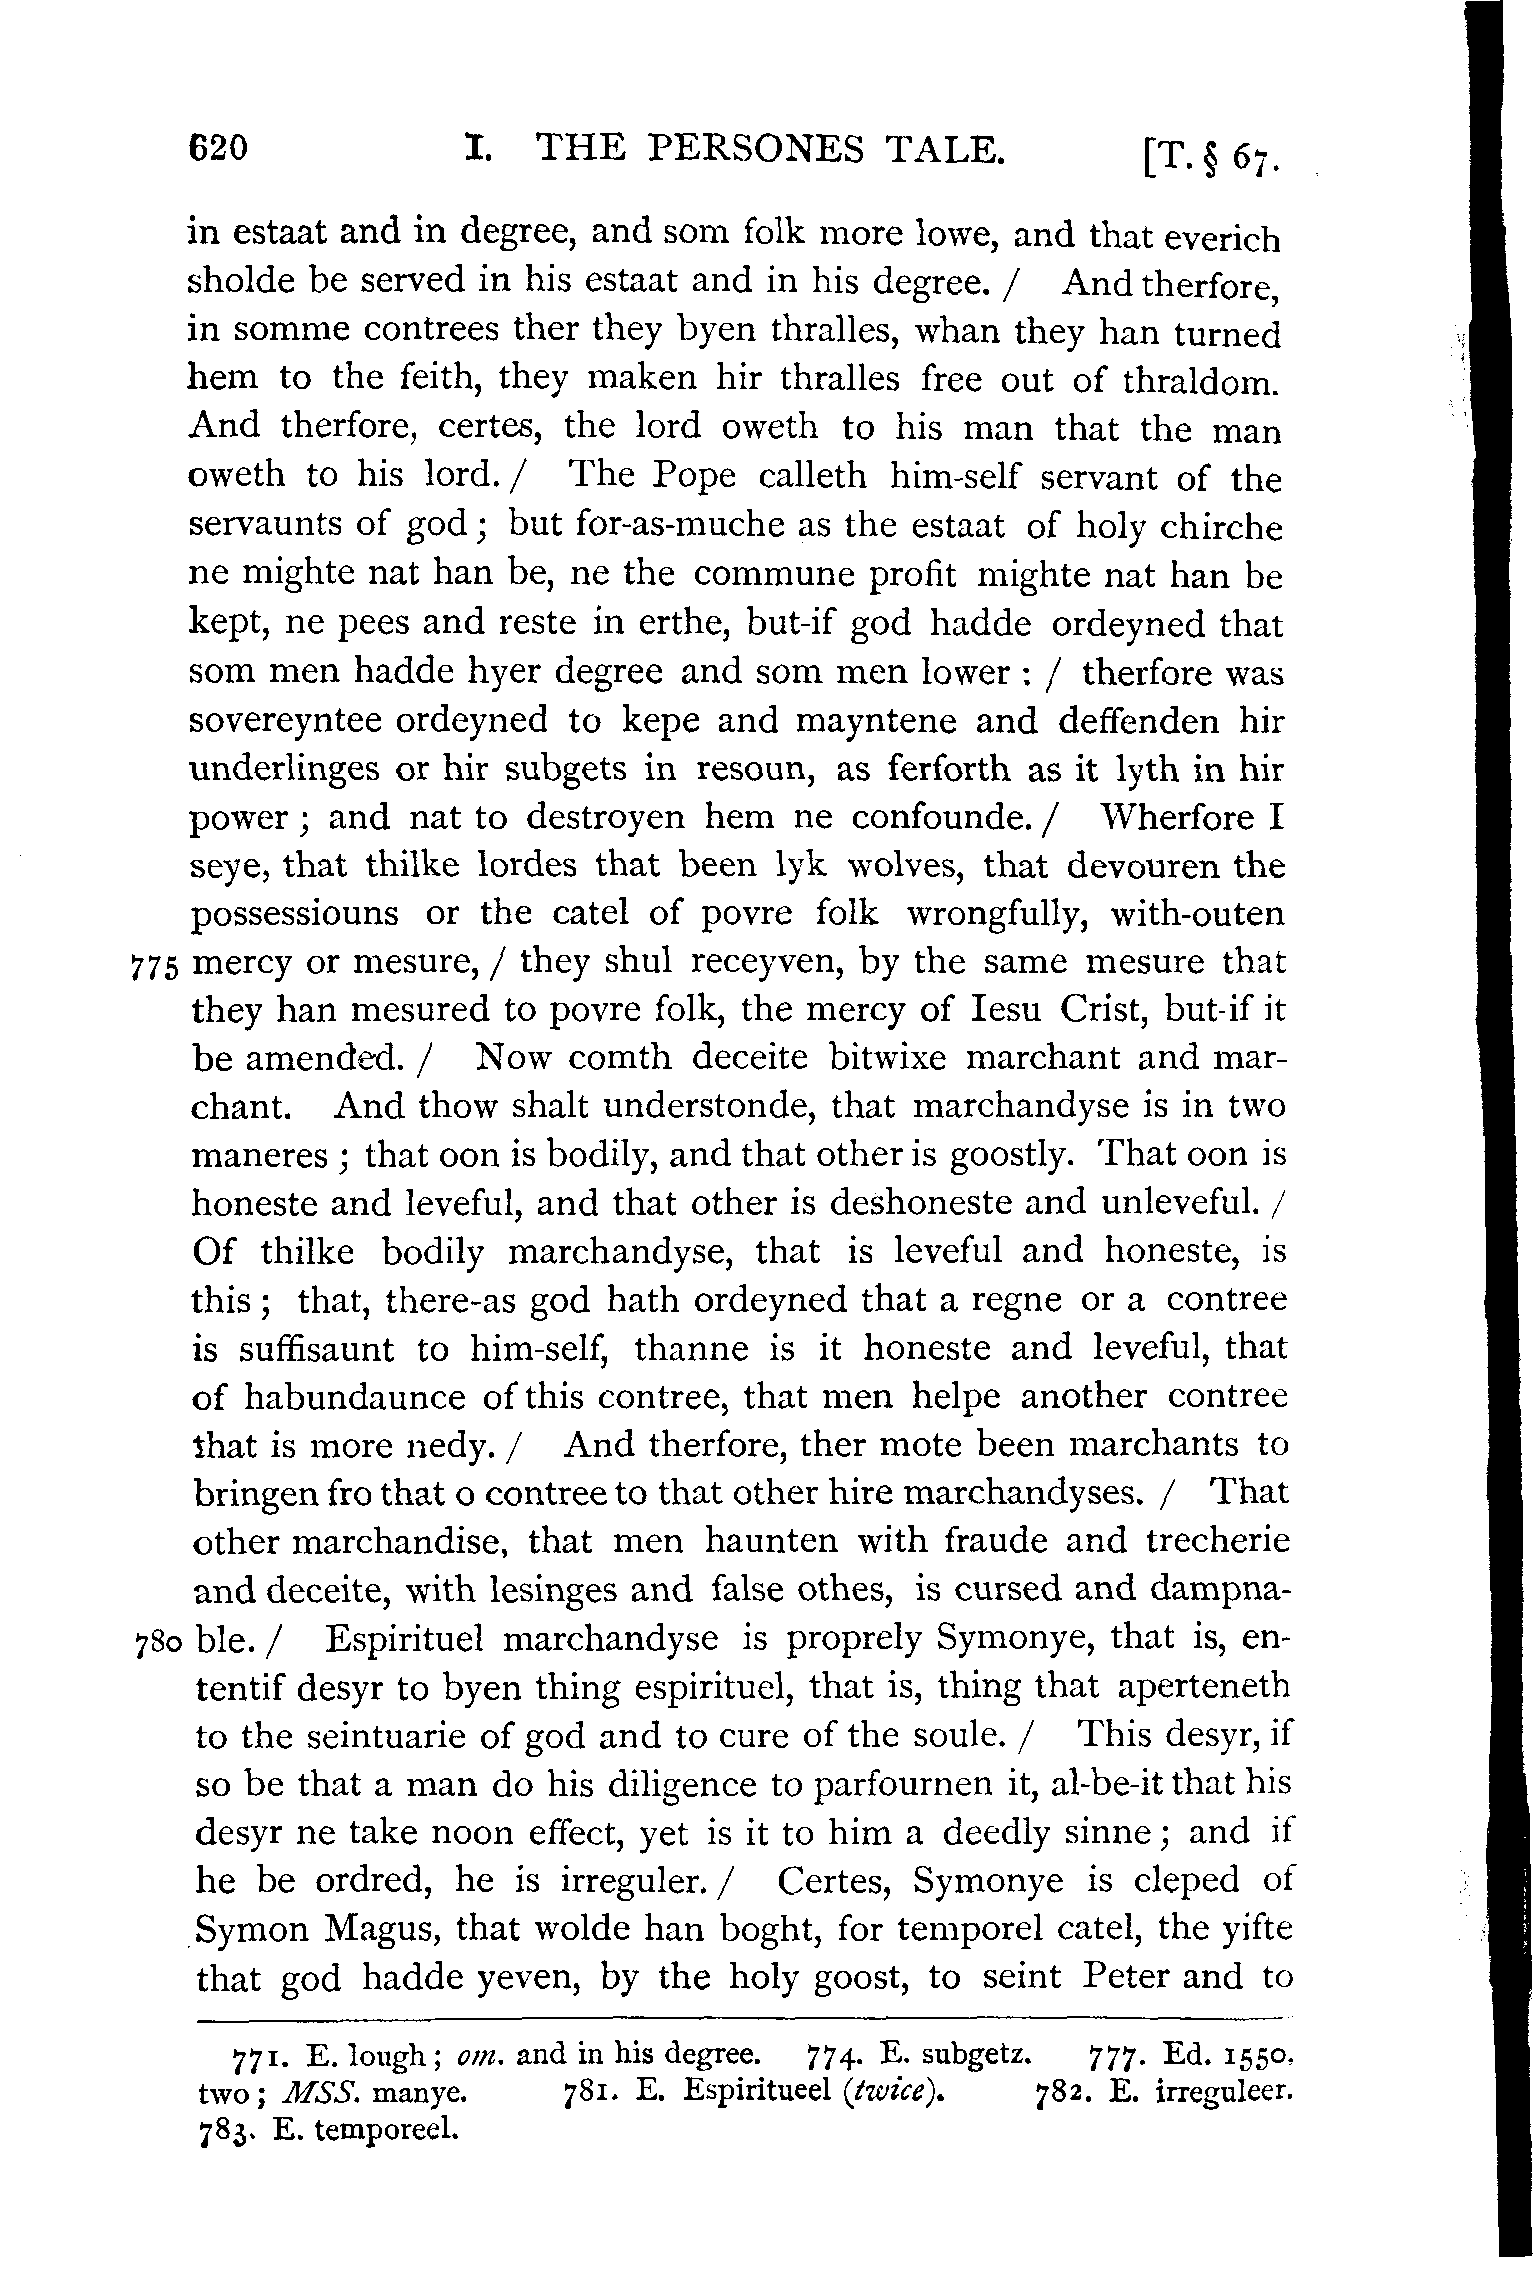 620 I. THE PERSONES TALE. [T. § 67.
in estaat and in degree, and som folk more lowe, and that everich
sholde be served in his estaat and in his degree. / And therfore,
in somme contrees ther they byen thralles, whan they han turned
hem to the feith, they maken hir thralles free out of thraldom.
And therfore, certes, the lord oweth to his man that the man
oweth to his lord. / The Pope calleth him-self servant of the
servaunts of god; but for-as-muche as the estaat of holy chirche
ne mighte nat han be, ne the commune profit mighte nat han be
kept, ne pees and reste in erthe, but-if god hadde ordeyned that
som men hadde hyer degree and som men lower: / therfore was
sovereyntee ordeyned to kepe and mayntene and deffenden hir
underlinges or hir subgets in resoun, as ferforth as it lyth in hir
power; and nat to destroyen hem ne confounde. / Wherfore I
seye, that thilke lordes that been lyk wolves, that devouren the
possessiouns or the catel of povre folk wrongfully, with-outen
775 mercy or mesure, / they shul receyven, by the same mesure that
they han mesured to povre folk, the mercy of Iesu Crist, but-if it
be amended. / Now comth deceite bitwixe marchant and mar-
chant. And thow shalt understonde, that marchandyse is in two
maneres; that oon is bodily, and that other is goostly. That oon is
honeste and leveful, and that other is deshoneste and unleveful. /
Of thilke bodily marchandyse, that is leveful and honeste, is
this; that, there-as god hath ordeyned that a regne or a contree
is suffisaunt to him-self, thanne is it honeste and leveful, that
of habundaunce of this contree, that men helpe another contree
that is more nedy. / And therfore, ther mote been marchants to
bringen fro that o contree to that other hire marchandyses. / That
other marchandise, that men haunten with fraude and trecherie
and deceite, with lesinges and false othes, is cursed and dampna-
780 ble. / Espirituel marchandyse is proprely Symonye, that is, en-
tentif desyr to byen thing espirituel, that is, thing that aperteneth
to the seintuarie of god and to cure of the soule. / This desyr, if
so be that a man do his diligence to parfournen it, al-be-it that his
desyr ne take noon effect, yet is it to him a deedly sinne; and if
he be ordred, he is irreguler. / Certes, Symonye is cleped of
Symon Magus, that wolde han boght, for temporel catel, the yifte
that god hadde yeven, by the holy goost, to seint Peter and to
771. E. lough; om. and in his degree. 774. E. subgetz. 777. Ed. 1550,
two; MSS. manye. 781. E. Espiritueel (twice). 782. E. irreguleer.
783. E. temporeel.